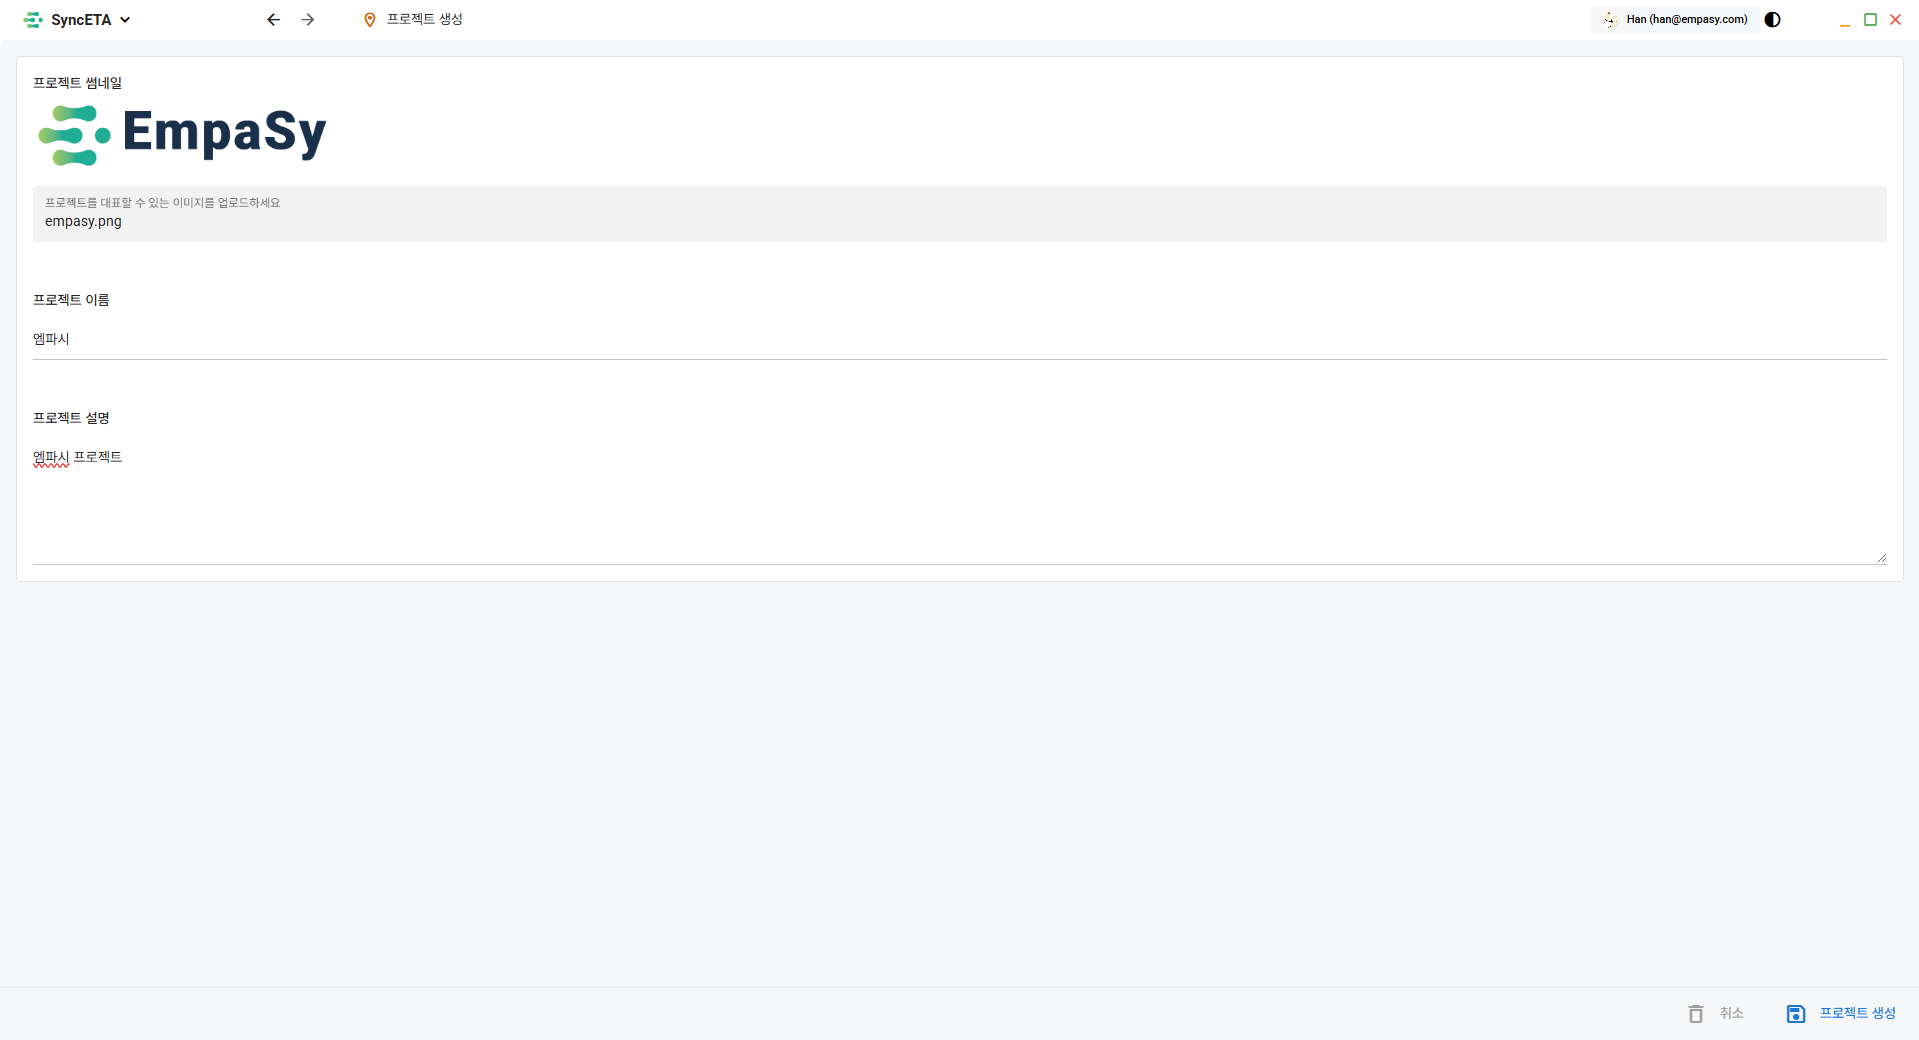 SyncETA
프로젝트 생성
Han (han@empasy.com)
프로젝트 썸네일
EmpaSy
프로젝트를 대표할 수 있는 이미지를 업로드하세요
empasy.png
프로젝트 이름
엠파시
프로젝트 설명
엠파시 프로젝트
취소
프로젝트 생성